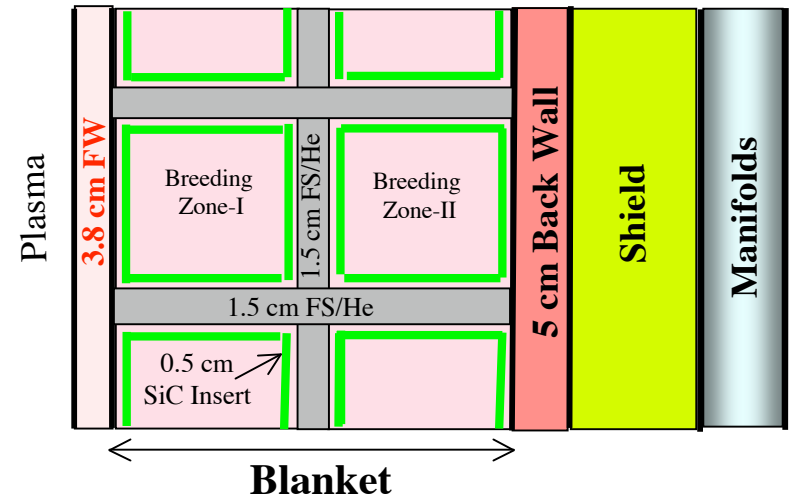 Plasma
3.8 cm FW
Breeding
Zone-I
1.5 cm FS/He
Breeding
Zone-II
1.5 cm FS/He
0.5 cm
SiC Insert
5 cm Back Wall
Shield
Manifolds
Blanket